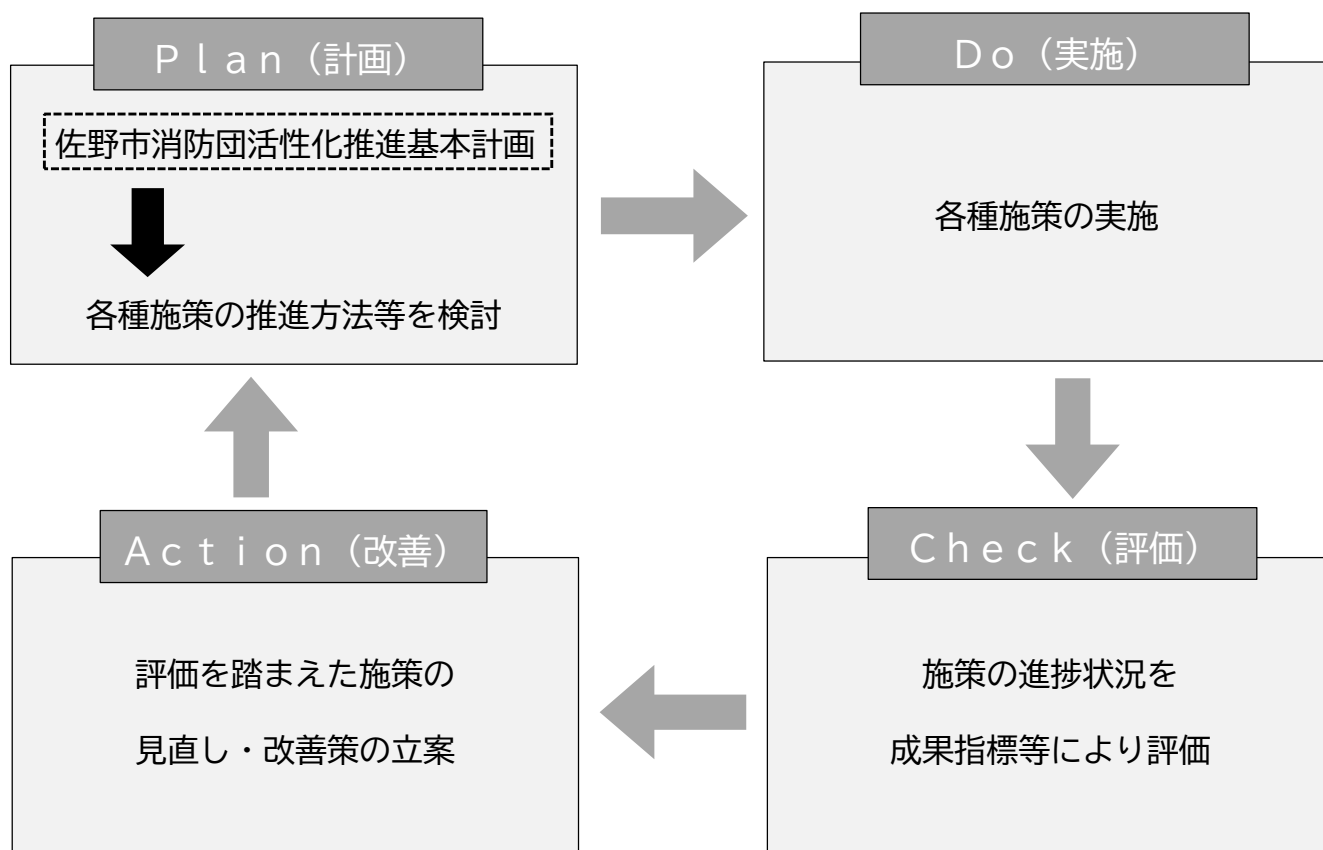 Ｐｌａｎ（計画）
佐野市消防団活性化推進基本計画
各種施策の推進方法等を検討
Ｄｏ（実施）
各種施策の実施
Ｃｈｅｃｋ（評価）
施策の進捗状況を
成果指標等により評価
Ａｃｔｉｏｎ（改善）
評価を踏まえた施策の
見直し・改善策の立案